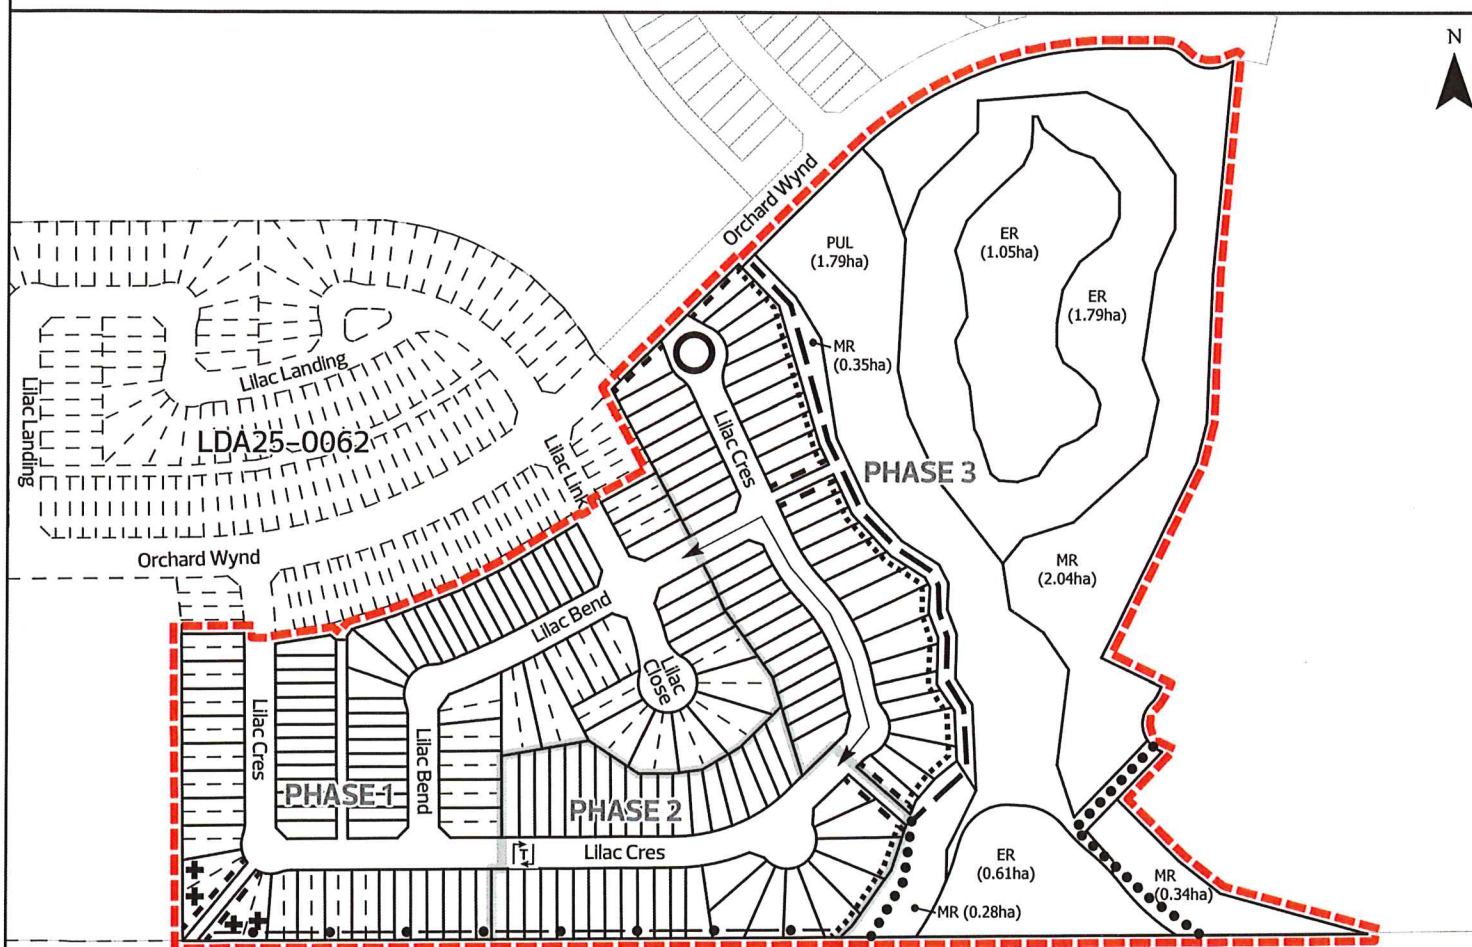 N
Orchard Wynd
PUL
(1.79ha)
ER
(1.05ha)
ER
(1.79ha)
MR
(0.35ha)
Lilac Landing
Lilac Landing
LDA25-0062
Lilac Link
Lilac Cres
PHASE 3
Orchard Wynd
MR
(2.04ha)
Lilac Bend
Lilac
Close
Lilac Cres
Lilac Bend
PHASE 1
PHASE 2
T
Lilac Cres
ER
(0.61ha)
MR
(0.34ha)
MR (0.28ha)